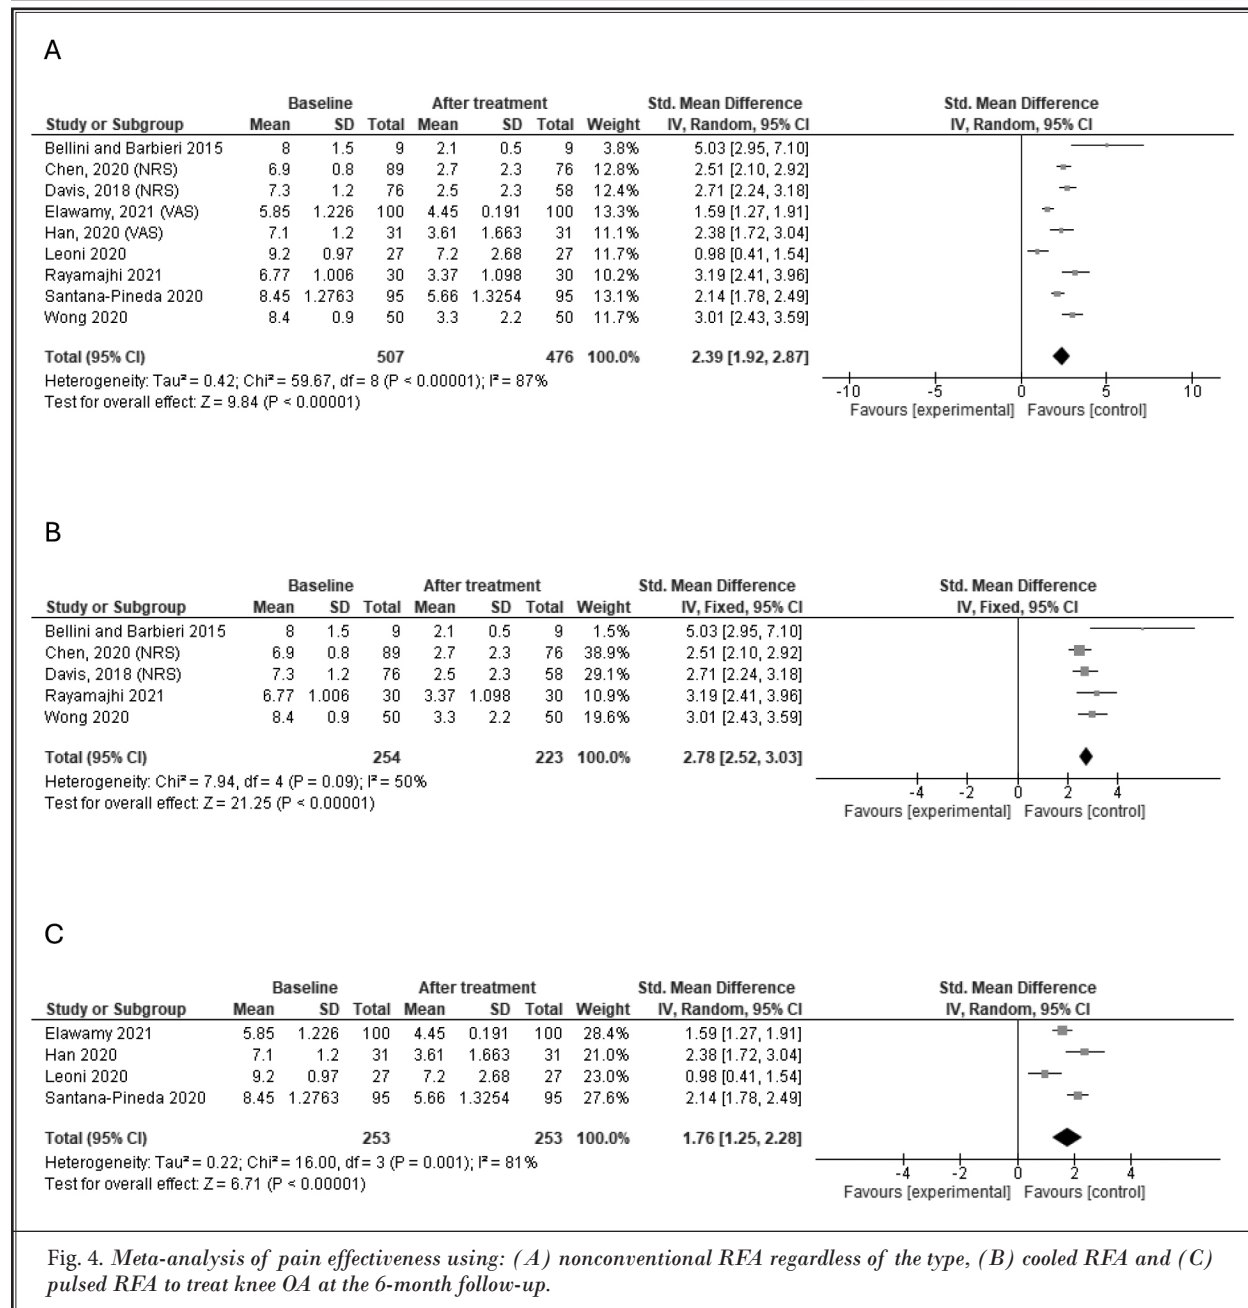 A
Baseline After treatment Std. Mean Difference Std. Mean Difference
Study or Subgroup Mean SD Total Mean SD Total Weight IV, Random, 95% CI IV, Random, 95% CI
Bellini and Barbieri 2015 8 1.5 9 2.1 0.5 9 3.8% 5.03 [2.95, 7.10]
Chen, 2020 (NRS) 6.9 0.8 89 2.7 2.3 76 12.8% 2.51 [2.10, 2.92]
Davis, 2018 (NRS) 7.3 1.2 76 2.5 2.3 58 12.4% 2.71 [2.24, 3.18]
Elawamy, 2021 (VAS) 5.85 1.226 100 4.45 0.191 100 13.3% 1.59 [1.27, 1.91]
Han, 2020 (VAS) 7.1 1.2 31 3.61 1.663 31 11.1% 2.38 [1.72, 3.04]
Leoni 2020 9.2 0.97 27 7.2 2.68 27 11.7% 0.98 [0.41, 1.54]
Rayamajhi 2021 6.77 1.006 30 3.37 1.098 30 10.2% 3.19 [2.41, 3.96]
Santana-Pineda 2020 8.45 1.2763 95 5.66 1.3254 95 13.1% 2.14 [1.78, 2.49]
Wong 2020 8.4 0.9 50 3.3 2.2 50 11.7% 3.01 [2.43, 3.59]
Total (95% CI) 507 476 100.0% 2.39 [1.92, 2.87]
Heterogeneity: Tau² = 0.42; Chi² = 59.67, df = 8 (P < 0.00001); I² = 87%
Test for overall effect: Z = 9.84 (P < 0.00001)
-10 -5 0 5 10
Favours [experimental] Favours [control]
B
Baseline After treatment Std. Mean Difference Std. Mean Difference
Study or Subgroup Mean SD Total Mean SD Total Weight IV, Fixed, 95% CI IV, Fixed, 95% CI
Bellini and Barbieri 2015 8 1.5 9 2.1 0.5 9 1.5% 5.03 [2.95, 7.10]
Chen, 2020 (NRS) 6.9 0.8 89 2.7 2.3 76 38.9% 2.51 [2.10, 2.92]
Davis, 2018 (NRS) 7.3 1.2 76 2.5 2.3 58 29.1% 2.71 [2.24, 3.18]
Rayamajhi 2021 6.77 1.006 30 3.37 1.098 30 10.9% 3.19 [2.41, 3.96]
Wong 2020 8.4 0.9 50 3.3 2.2 50 19.6% 3.01 [2.43, 3.59]
Total (95% CI) 254 223 100.0% 2.78 [2.52, 3.03]
Heterogeneity: Chi² = 7.94, df = 4 (P = 0.09); I² = 50%
Test for overall effect: Z = 21.25 (P < 0.00001)
-4 -2 0 2 4
Favours [experimental] Favours [control]
C
Baseline After treatment Std. Mean Difference Std. Mean Difference
Study or Subgroup Mean SD Total Mean SD Total Weight IV, Random, 95% CI IV, Random, 95% CI
Elawamy 2021 5.85 1.226 100 4.45 0.191 100 28.4% 1.59 [1.27, 1.91]
Han 2020 7.1 1.2 31 3.61 1.663 31 21.0% 2.38 [1.72, 3.04]
Leoni 2020 9.2 0.97 27 7.2 2.68 27 23.0% 0.98 [0.41, 1.54]
Santana-Pineda 2020 8.45 1.2763 95 5.66 1.3254 95 27.6% 2.14 [1.78, 2.49]
Total (95% CI) 253 253 100.0% 1.76 [1.25, 2.28]
Heterogeneity: Tau² = 0.22; Chi² = 16.00, df = 3 (P = 0.001); I² = 81%
Test for overall effect: Z = 6.71 (P < 0.00001)
-4 -2 0 2 4
Favours [experimental] Favours [control]
Fig. 4. Meta-analysis of pain effectiveness using: (A) nonconventional RFA regardless of the type, (B) cooled RFA and (C)
pulsed RFA to treat knee OA at the 6-month follow-up.